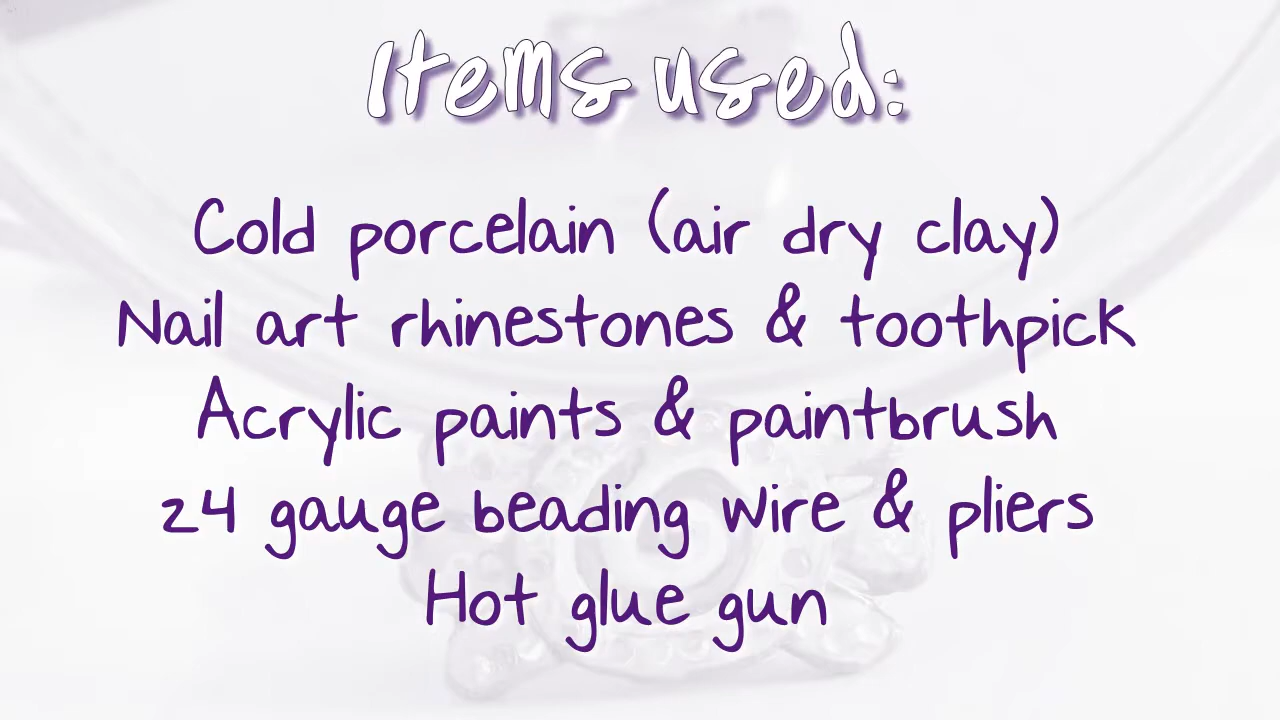 Items used:
Cold porcelain (air dry clay)
Nail art rhinestones & toothpick
Acrylic paints & paintbrush
24 gauge beading wire & pliers
Hot glue gun